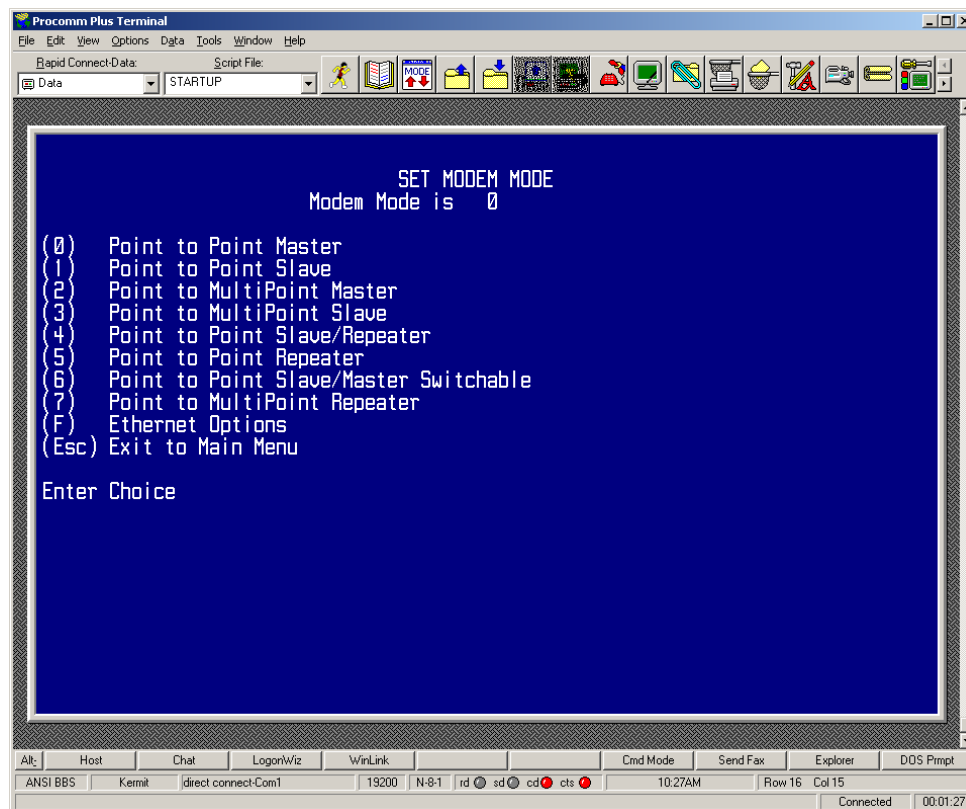 Procomm Plus Terminal
File Edit View Options Data Tools Window Help
Rapid Connect-Data: Script File:
Data STARTUP
MODE
SET MODEM MODE
Modem Mode is 0
(0) Point to Point Master
(1) Point to Point Slave
(2) Point to MultiPoint Master
(3) Point to MultiPoint Slave
(4) Point to Point Slave/Repeater
(5) Point to Point Repeater
(6) Point to Point Slave/Master Switchable
(7) Point to MultiPoint Repeater
(F) Ethernet Options
(Esc) Exit to Main Menu
Enter Choice
Alt: Host Chat LogonWiz WinLink Cmd Mode Send Fax Explorer DOS Prmpt
ANSI BBS Kermit direct connect-Com1 19200 N-8-1 rd sd cd cts 10:27AM Row 16 Col 15
Connected 00:01:27